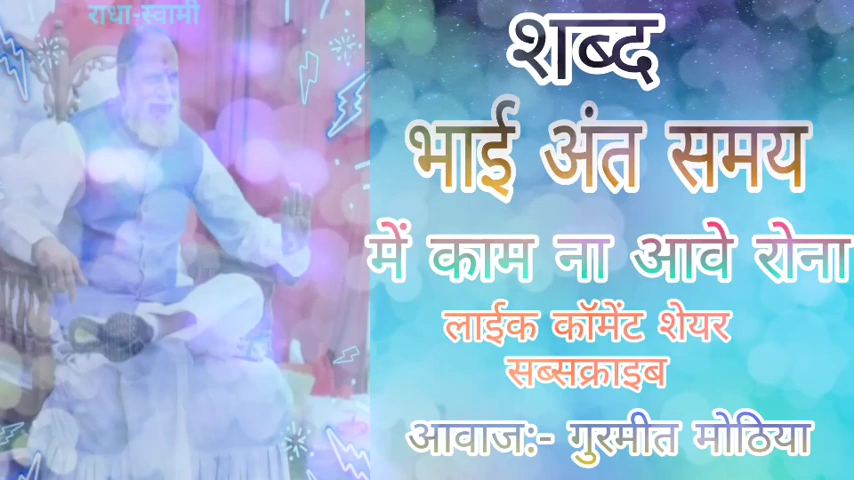 राधा-स्वामी
शब्द
भाई अंत समय
में काम ना आवे रोना
लाईक कॉमेंट शेयर
सब्सक्राइब
आवाज:- गुरमीत मोठिया